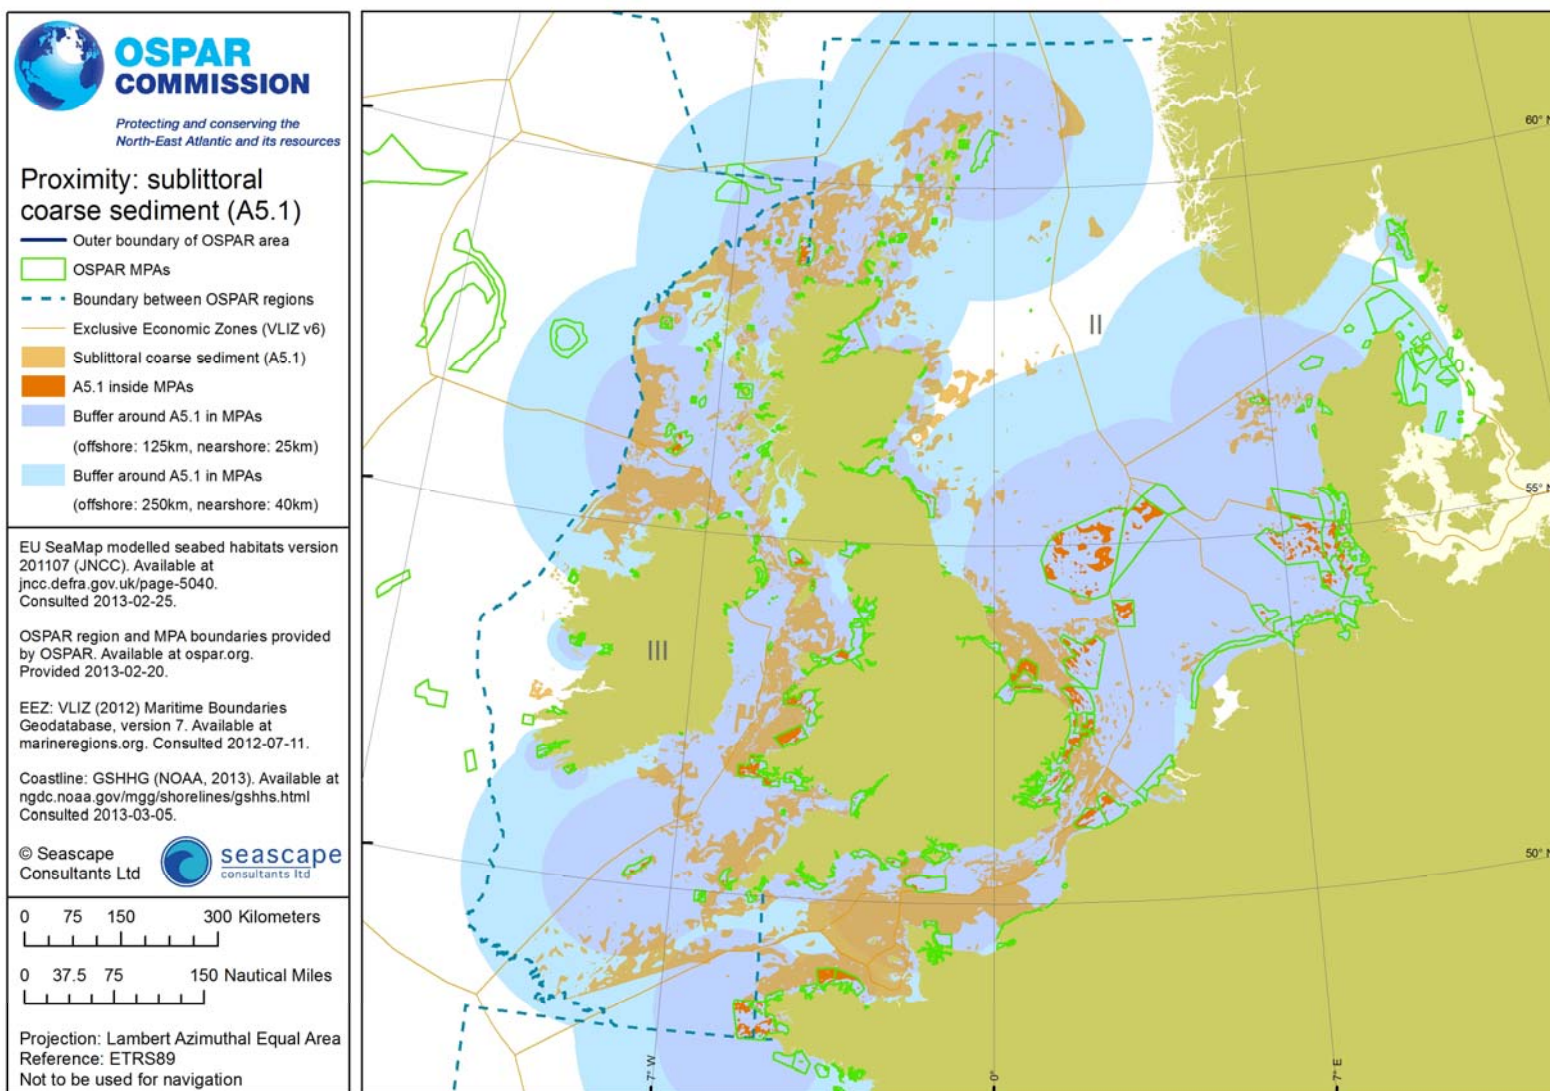 OSPAR
COMMISSION
Protecting and conserving the
North-East Atlantic and its resources
Proximity: sublittoral
coarse sediment (A5.1)
Outer boundary of OSPAR area
OSPAR MPAs
Boundary between OSPAR regions
Exclusive Economic Zones (VLIZ v6)
Sublittoral coarse sediment (A5.1)
A5.1 inside MPAs
Buffer around A5.1 in MPAs
(offshore: 125km, nearshore: 25km)
Buffer around A5.1 in MPAs
(offshore: 250km, nearshore: 40km)
EU SeaMap modelled seabed habitats version
201107 (JNCC). Available at
jncc.defra.gov.uk/page-5040.
Consulted 2013-02-25.
OSPAR region and MPA boundaries provided
by OSPAR. Available at ospar.org.
Provided 2013-02-20.
EEZ: VLIZ (2012) Maritime Boundaries
Geodatabase, version 7. Available at
marineregions.org. Consulted 2012-07-11.
Coastline: GSHHG (NOAA, 2013). Available at
ngdc.noaa.gov/mgg/shorelines/gshhs.html
Consulted 2013-03-05.
© Seascape
Consultants Ltd
seascape
consultants ltd
0 75 150 300 Kilometers
0 37.5 75 150 Nautical Miles
Projection: Lambert Azimuthal Equal Area
Reference: ETRS89
Not to be used for navigation
60° N
II
55° N
III
50° N
7° W
0°
7° E